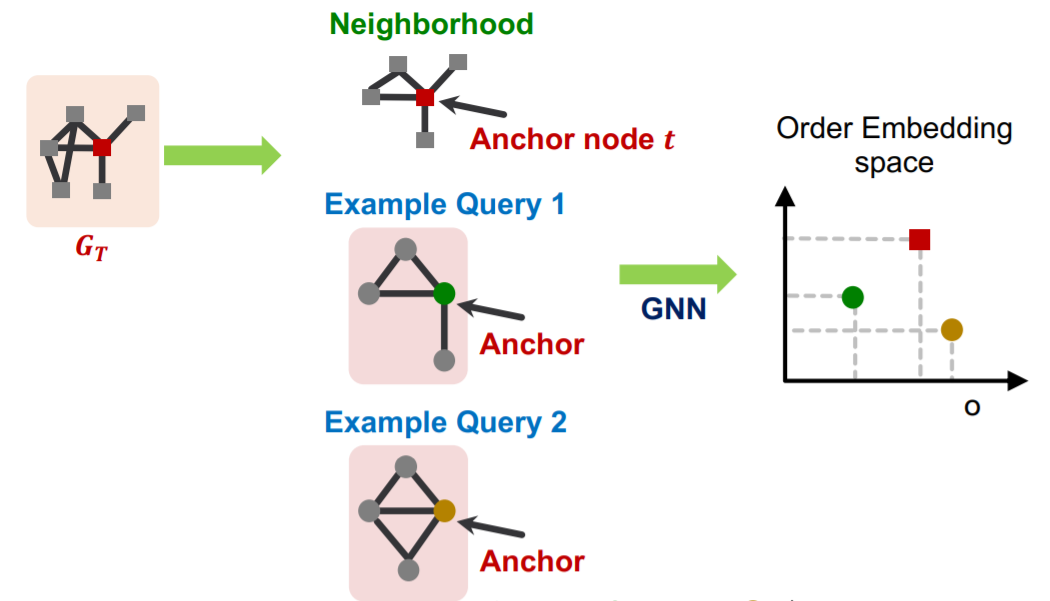 Neighborhood
Anchor node t
G_T
Example Query 1
Anchor
GNN
Order Embedding
space
O
Example Query 2
Anchor